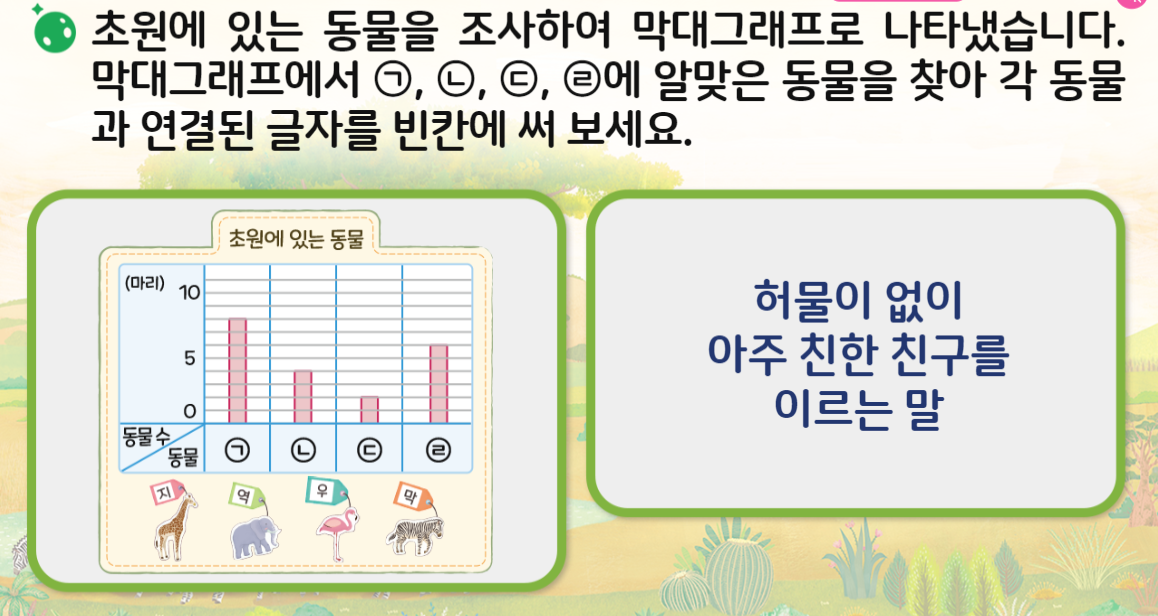 초원에 있는 동물을 조사하여 막대그래프로 나타냈습니다.
막대그래프에서 ㉠, ㉡, ㉢, ㉣에 알맞은 동물을 찾아 각 동물
과 연결된 글자를 빈칸에 써 보세요.
초원에 있는 동물
(마리)
10
5
0
동물 수
동물
㉠ ㉡ ㉢ ㉣
지 역 우 막
허물이 없이
아주 친한 친구를
이르는 말